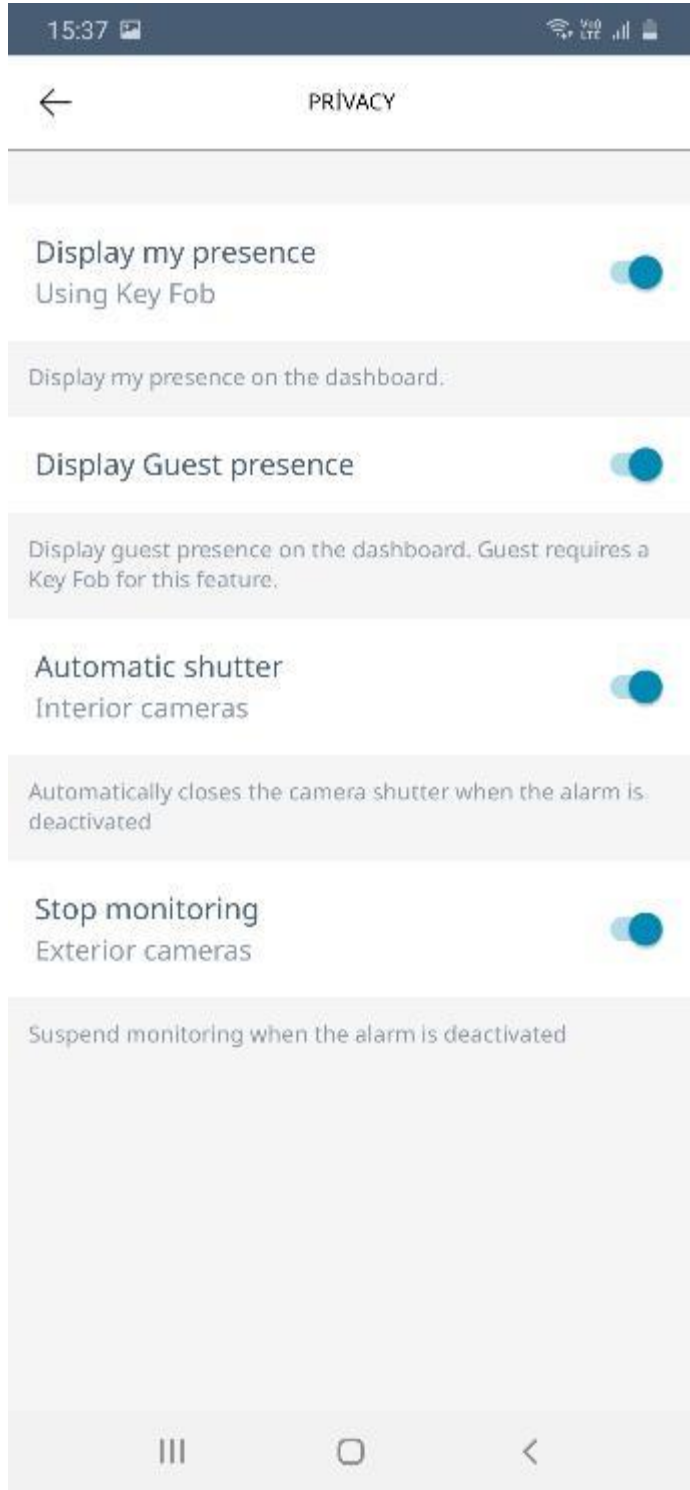 15:37
Vo))
LTE
PRİVACY
Display my presence
Using Key Fob
Display my presence on the dashboard.
Display Guest presence
Display guest presence on the dashboard. Guest requires a
Key Fob for this feature.
Automatic shutter
Interior cameras
Automatically closes the camera shutter when the alarm is
deactivated
Stop monitoring
Exterior cameras
Suspend monitoring when the alarm is deactivated